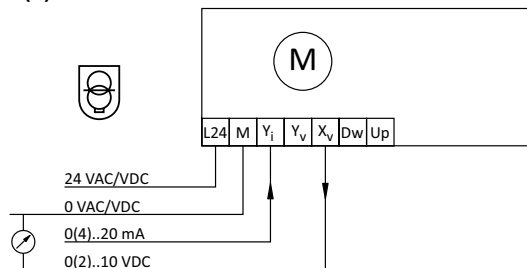 M
L24 M Yi Yv Xv Dw Up
24 VAC/VDC
0 VAC/VDC
0(4)..20 mA
0(2)..10 VDC